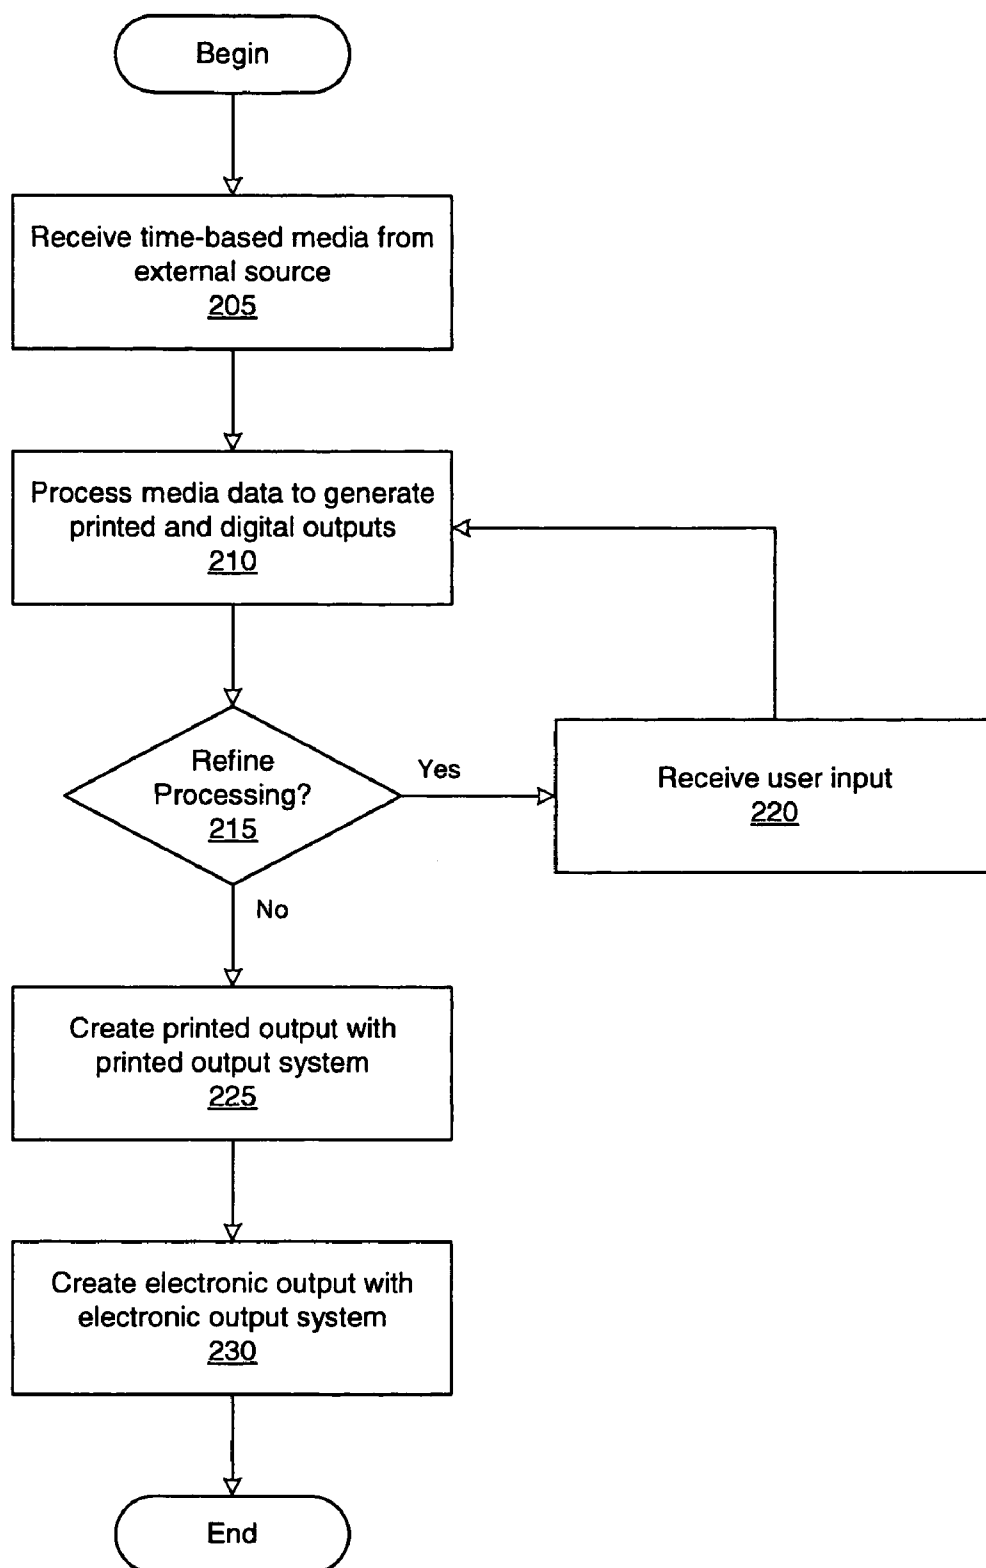 Begin
Receive time-based media from
external source
205
Process media data to generate
printed and digital outputs
210
Refine
Processing?
215
Yes
Receive user input
220
No
Create printed output with
printed output system
225
Create electronic output with
electronic output system
230
End